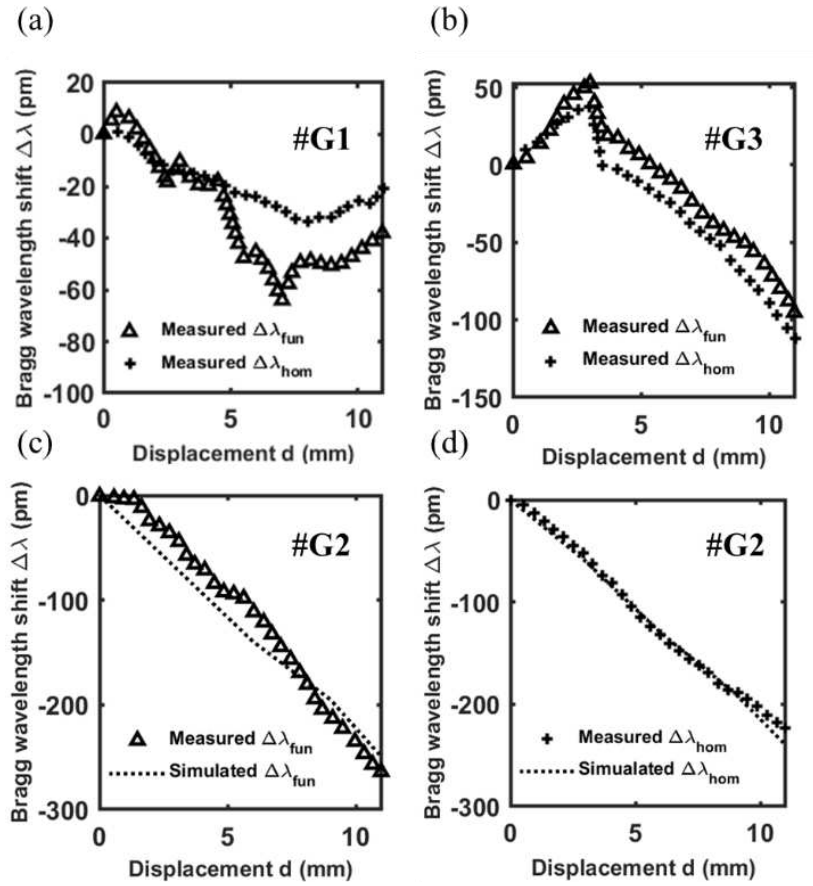 (a)
20
0
-20
-40
-60
-80
-100
Bragg wavelength shift Δλ (pm)
#G1
Measured Δλfun
Measured Δλhom
0 5 10
Displacement d (mm)
(b)
50
0
-50
-100
-150
Bragg wavelength shift Δλ (pm)
#G3
Measured Δλfun
Measured Δλhom
0 5 10
Displacement d (mm)
(c)
0
-100
-200
-300
Bragg wavelength shift Δλ (pm)
#G2
Measured Δλfun
Simulated Δλfun
0 5 10
Displacement d (mm)
(d)
0
-100
-200
-300
Bragg wavelength shift Δλ (pm)
#G2
Measured Δλhom
Simualated Δλhom
0 5 10
Displacement d (mm)